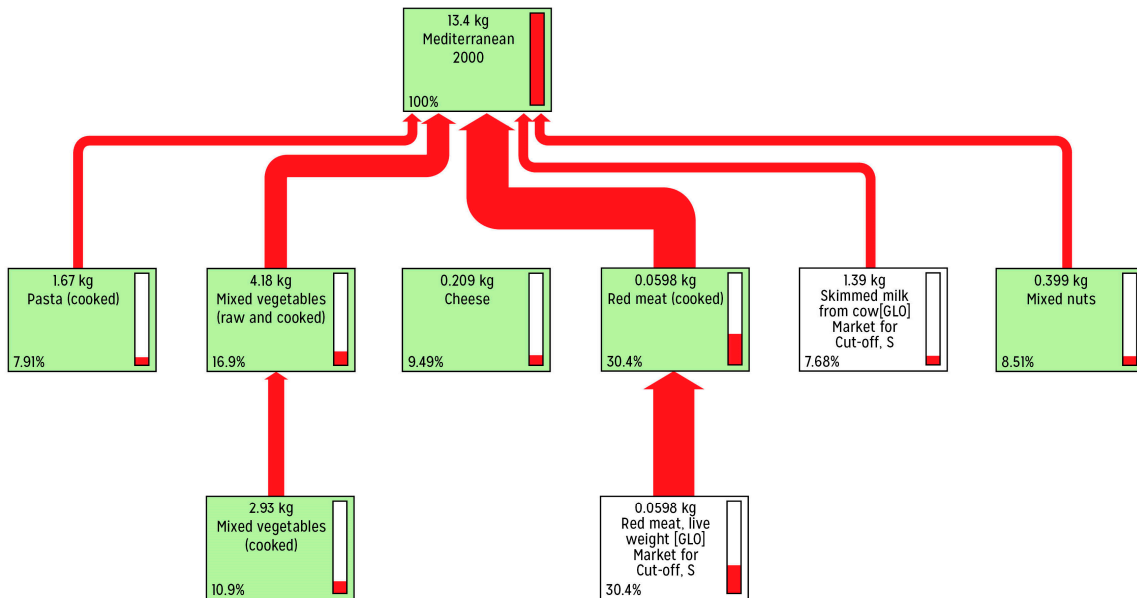 13.4 kg
Mediterranean
2000
100%
1.67 kg
Pasta (cooked)
7.91%
4.18 kg
Mixed vegetables
(raw and cooked)
16.9%
0.209 kg
Cheese
9.49%
0.0598 kg
Red meat (cooked)
30.4%
1.39 kg
Skimmed milk
from cow[GLO]
Market for
Cut-off, S
7.68%
0.399 kg
Mixed nuts
8.51%
2.93 kg
Mixed vegetables
(cooked)
10.9%
0.0598 kg
Red meat, live
weight [GLO]
Market for
Cut-off, S
30.4%